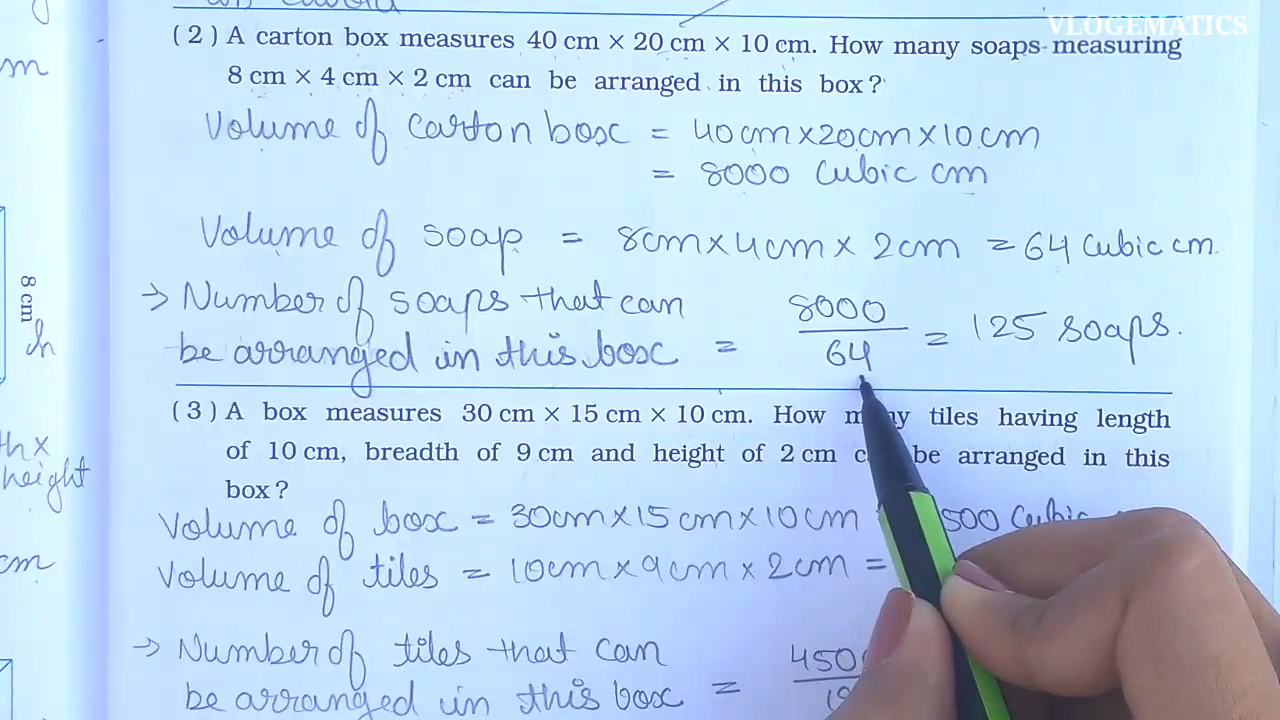 VLOGEMATICS
(2) A carton box measures 40 cm × 20 cm × 10 cm. How many soaps measuring
8 cm × 4 cm × 2 cm can be arranged in this box?
m
Volume of carton box = 40cm×20cm×10cm
= 8000 cubic cm
Volume of soap = 8cm×4cm×2cm = 64 cubic cm.
8 cm
h
→ Number of soaps that can
be arranged in this box = 8000/64 = 125 soaps.
(3) A box measures 30 cm × 15 cm × 10 cm. How many tiles having length
of 10 cm, breadth of 9 cm and height of 2 cm be arranged in this
box?
height
Volume of box = 30cm×15cm×10cm 500 cubic
cm
Volume of tiles = 10cm×9cm×2cm =
→ Number of tiles that can
be arranged in this box = 450